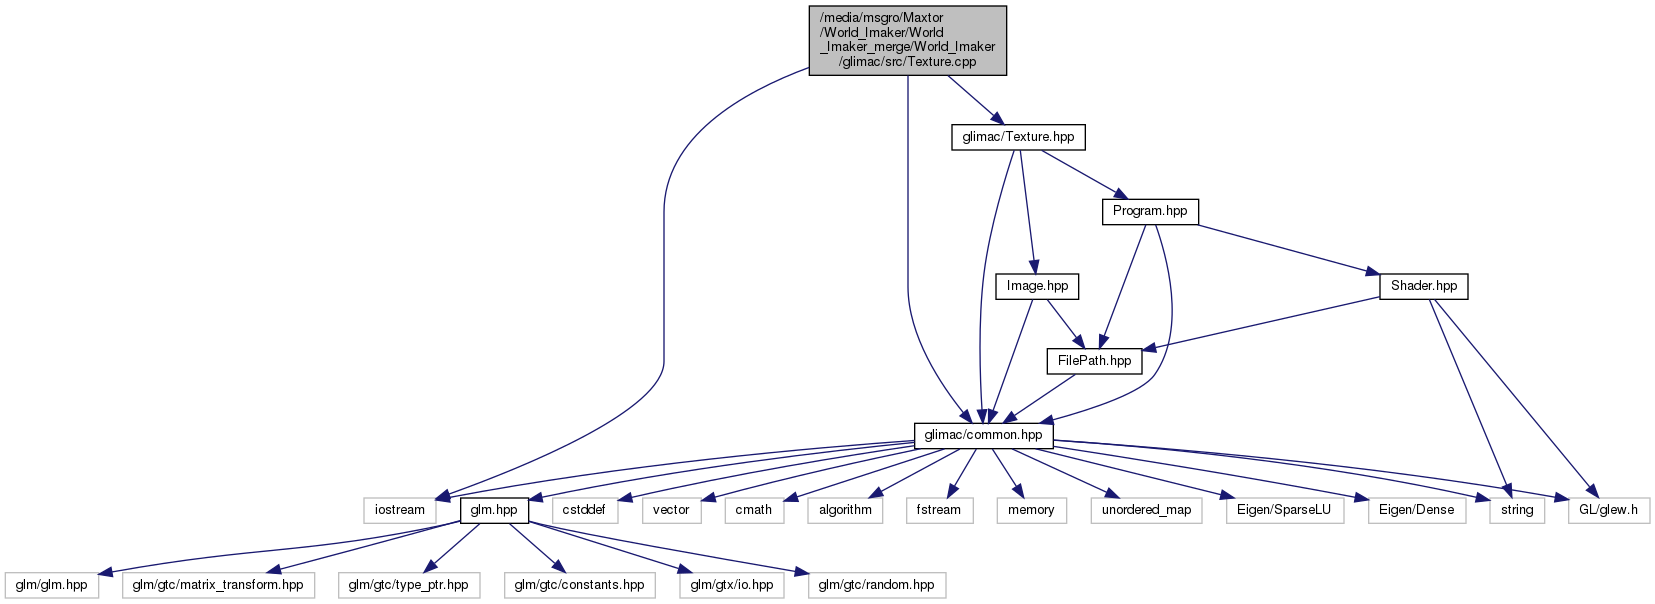 /media/msgro/Maxtor
/World_Imaker/World
_Imaker_merge/World_Imaker
/glimac/src/Texture.cpp
glimac/Texture.hpp
Program.hpp
Image.hpp
Shader.hpp
FilePath.hpp
glimac/common.hpp
iostream
glm.hpp
cstddef
vector
cmath
algorithm
fstream
memory
unordered_map
Eigen/SparseLU
Eigen/Dense
string
GL/glew.h
glm/glm.hpp
glm/gtc/matrix_transform.hpp
glm/gtc/type_ptr.hpp
glm/gtc/constants.hpp
glm/gtx/io.hpp
glm/gtc/random.hpp